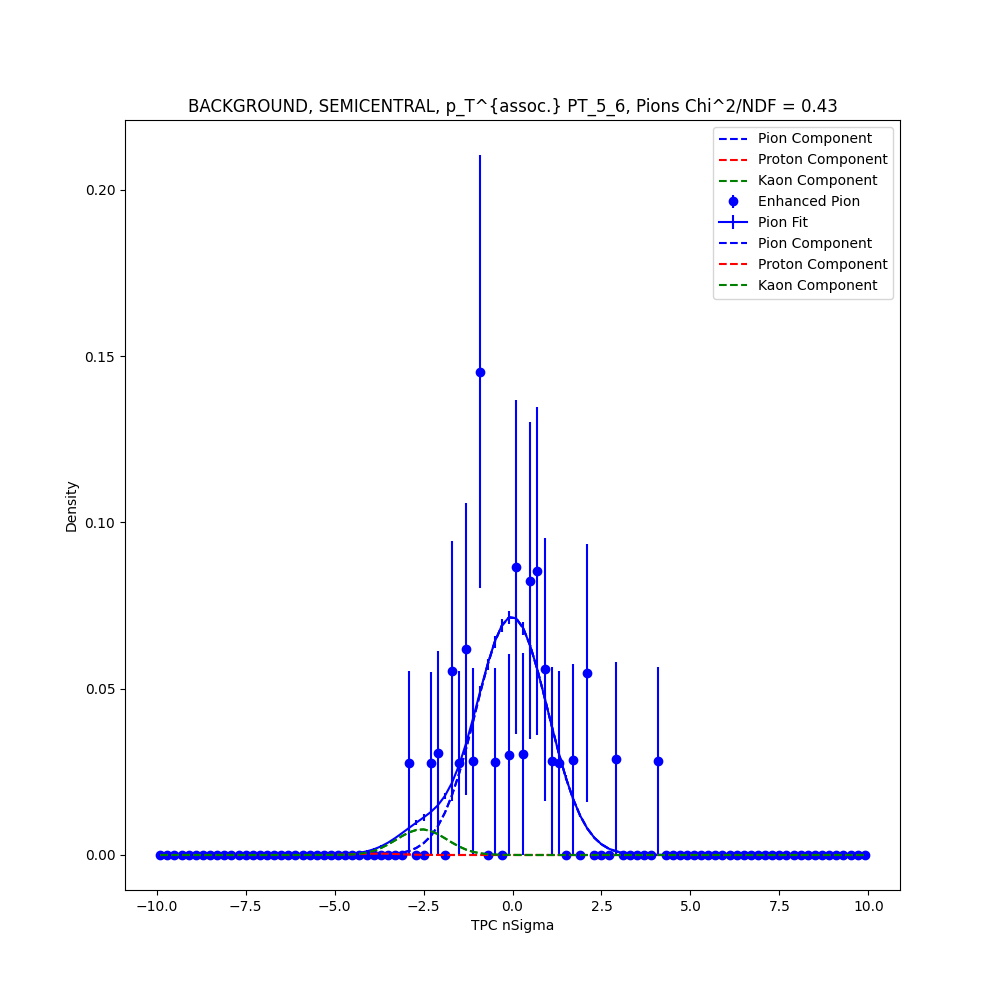 BACKGROUND, SEMICENTRAL, p_T^{assoc.} PT_5_6, Pions Chi^2/NDF = 0.43
Pion Component
Proton Component
Kaon Component
Enhanced Pion
Pion Fit
Pion Component
Proton Component
Kaon Component
0.20
0.15
0.10
0.05
0.00
Density
−10.0 −7.5 −5.0 −2.5 0.0 2.5 5.0 7.5 10.0
TPC nSigma